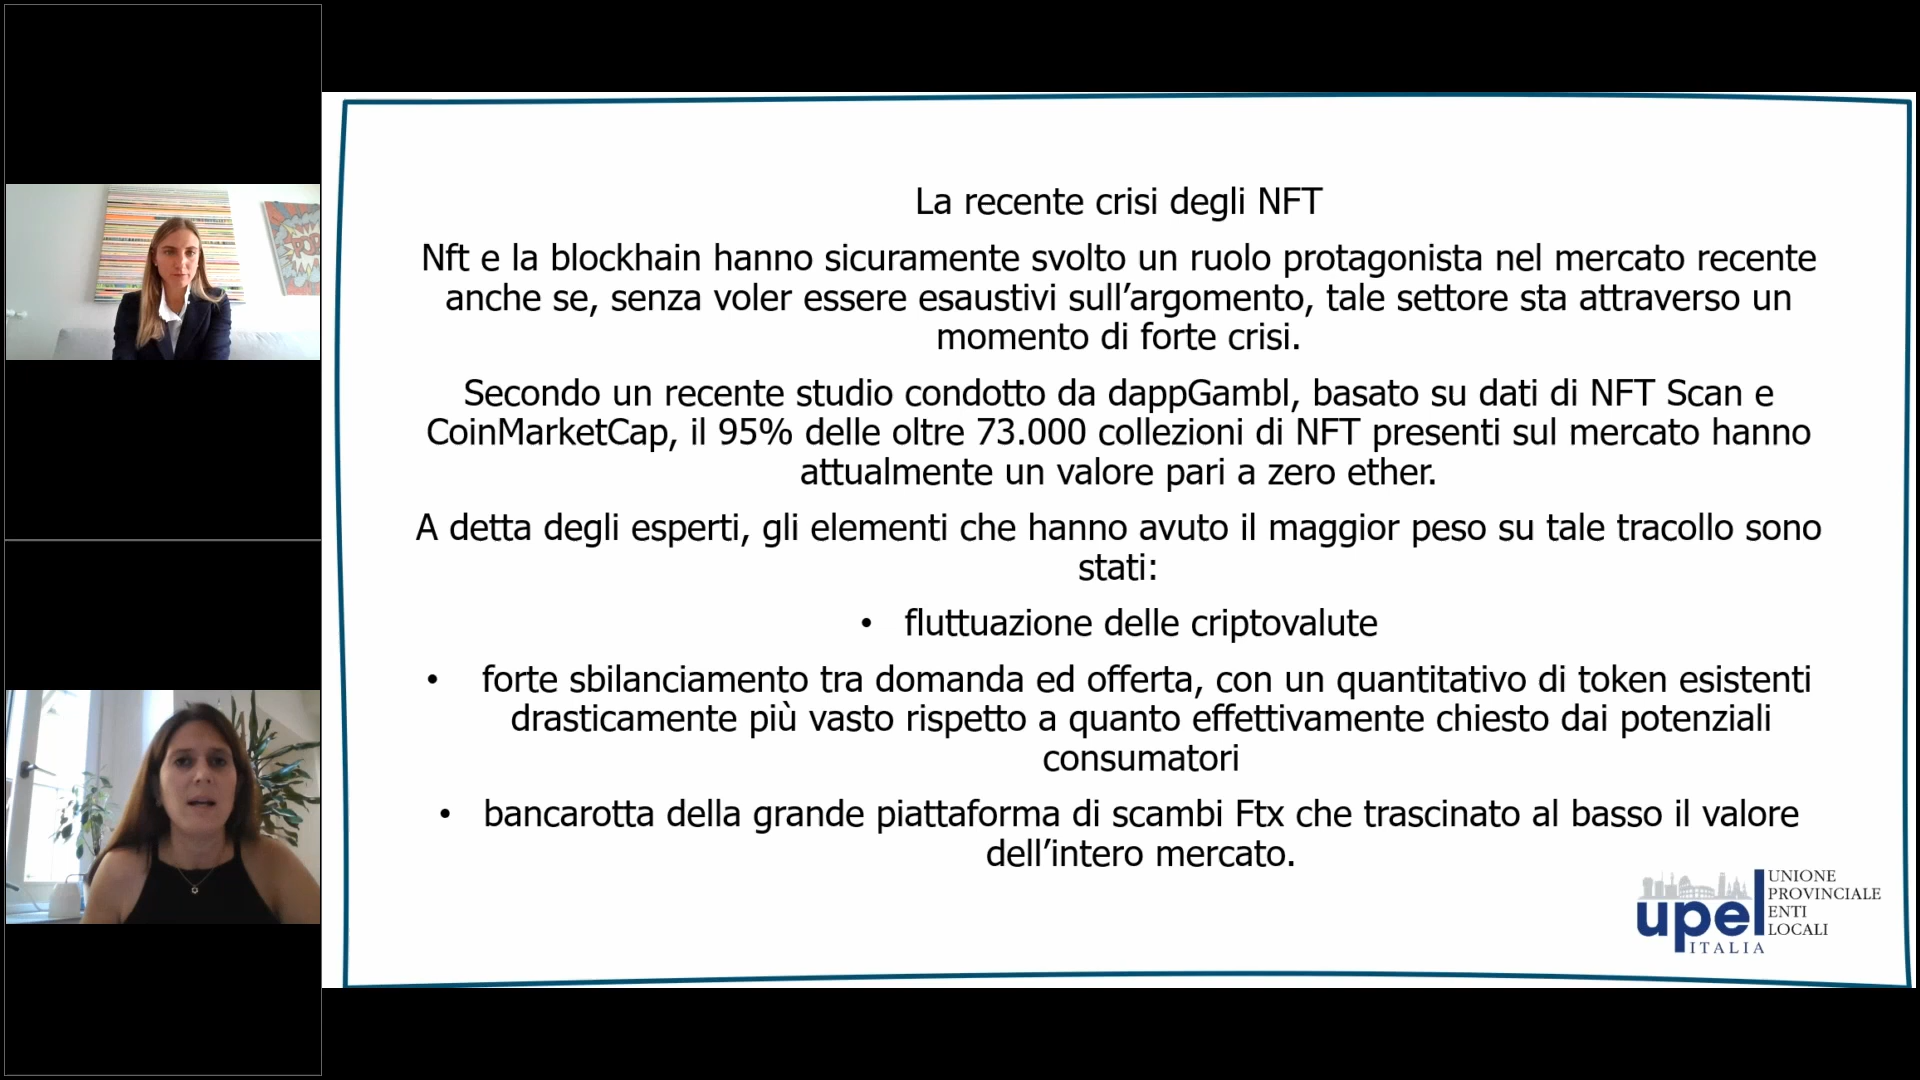 La recente crisi degli NFT
Nft e la blockhain hanno sicuramente svolto un ruolo protagonista nel mercato recente
anche se, senza voler essere esaustivi sull’argomento, tale settore sta attraverso un
momento di forte crisi.
Secondo un recente studio condotto da dappGambl, basato su dati di NFT Scan e
CoinMarketCap, il 95% delle oltre 73.000 collezioni di NFT presenti sul mercato hanno
attualmente un valore pari a zero ether.
A detta degli esperti, gli elementi che hanno avuto il maggior peso su tale tracollo sono
stati:
• fluttuazione delle criptovalute
• forte sbilanciamento tra domanda ed offerta, con un quantitativo di token esistenti
drasticamente più vasto rispetto a quanto effettivamente chiesto dai potenziali
consumatori
• bancarotta della grande piattaforma di scambi Ftx che trascinato al basso il valore
dell’intero mercato.
upel
ITALIA
UNIONE
PROVINCIALE
ENTI
LOCALI
POP